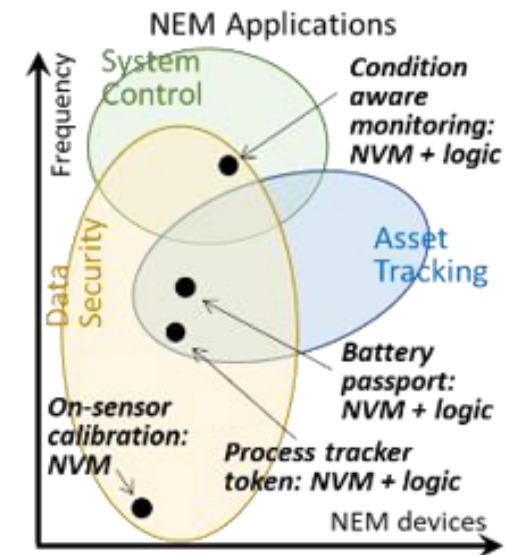 NEM Applications
System
Control
Frequency
Condition
aware
monitoring:
NVM + logic
Asset
Tracking
Data
Security
Battery
passport:
NVM + logic
On-sensor
calibration:
NVM
Process tracker
token: NVM + logic
NEM devices